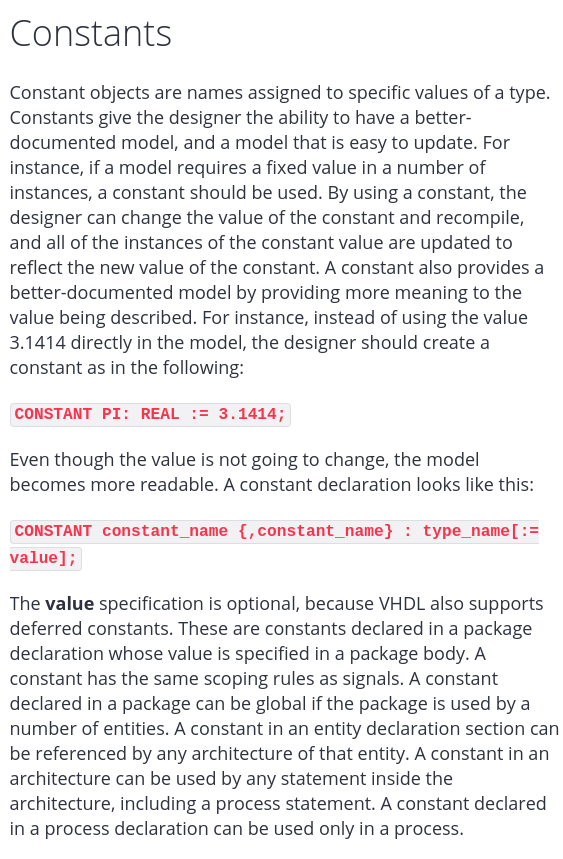 Constants
Constant objects are names assigned to specific values of a type.
Constants give the designer the ability to have a better-
documented model, and a model that is easy to update. For
instance, if a model requires a fixed value in a number of
instances, a constant should be used. By using a constant, the
designer can change the value of the constant and recompile,
and all of the instances of the constant value are updated to
reflect the new value of the constant. A constant also provides a
better-documented model by providing more meaning to the
value being described. For instance, instead of using the value
3.1414 directly in the model, the designer should create a
constant as in the following:
CONSTANT PI: REAL := 3.1414;
Even though the value is not going to change, the model
becomes more readable. A constant declaration looks like this:
CONSTANT constant_name {,constant_name} : type_name[:=
value];
The value specification is optional, because VHDL also supports
deferred constants. These are constants declared in a package
declaration whose value is specified in a package body. A
constant has the same scoping rules as signals. A constant
declared in a package can be global if the package is used by a
number of entities. A constant in an entity declaration section can
be referenced by any architecture of that entity. A constant in an
architecture can be used by any statement inside the
architecture, including a process statement. A constant declared
in a process declaration can be used only in a process.